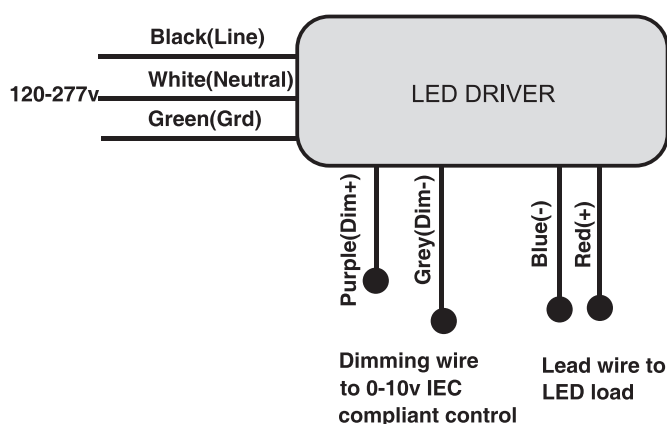 Black(Line)
120-277v
White(Neutral)
Green(Grd)
LED DRIVER
Purple(Dim+)
Grey(Dim-)
Blue(-)
Red(+)
Dimming wire
to 0-10v IEC
compliant control
Lead wire to
LED load